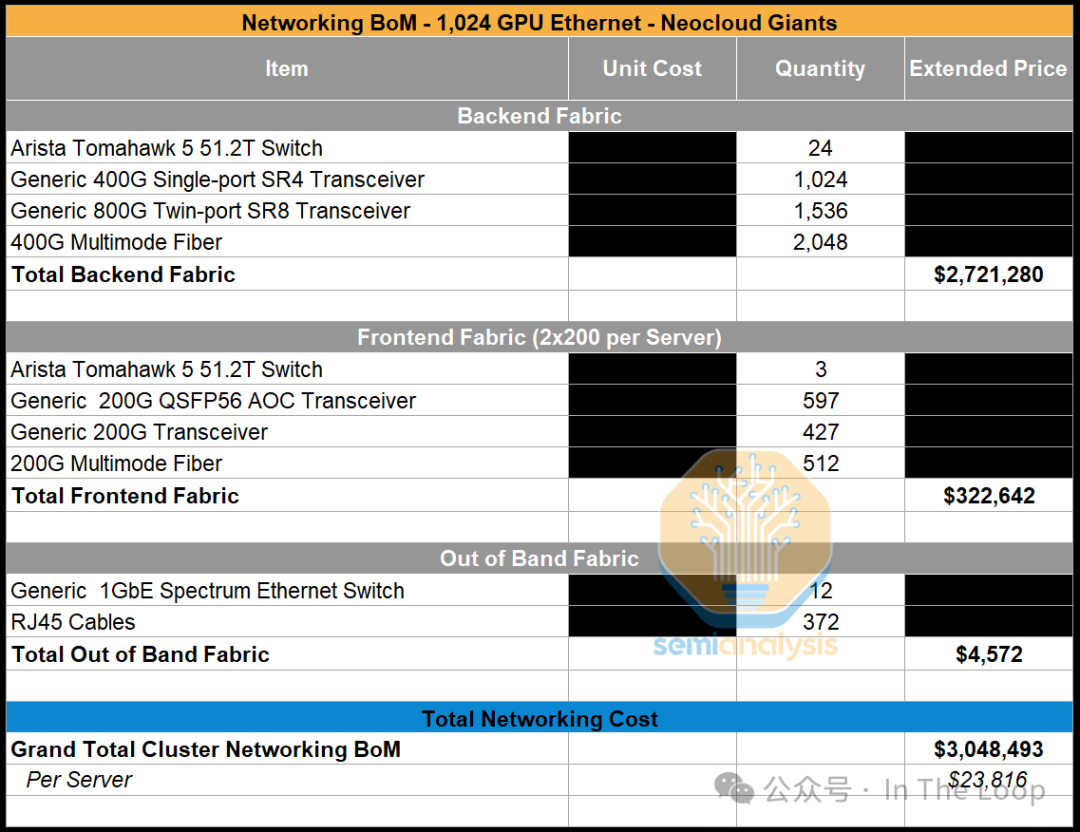 Networking BoM - 1,024 GPU Ethernet - Neocloud Giants
Item Unit Cost Quantity Extended Price
Backend Fabric
Arista Tomahawk 5 51.2T Switch 24
Generic 400G Single-port SR4 Transceiver 1,024
Generic 800G Twin-port SR8 Transceiver 1,536
400G Multimode Fiber 2,048
Total Backend Fabric $2,721,280
Frontend Fabric (2x200 per Server)
Arista Tomahawk 5 51.2T Switch 3
Generic 200G QSFP56 AOC Transceiver 597
Generic 200G Transceiver 427
200G Multimode Fiber 512
Total Frontend Fabric $322,642
Out of Band Fabric
Generic 1GbE Spectrum Ethernet Switch 12
RJ45 Cables 372
semianalysis
Total Out of Band Fabric $4,572
Total Networking Cost
Grand Total Cluster Networking BoM $3,048,493
Per Server $23,816
公众号 · In The Loop